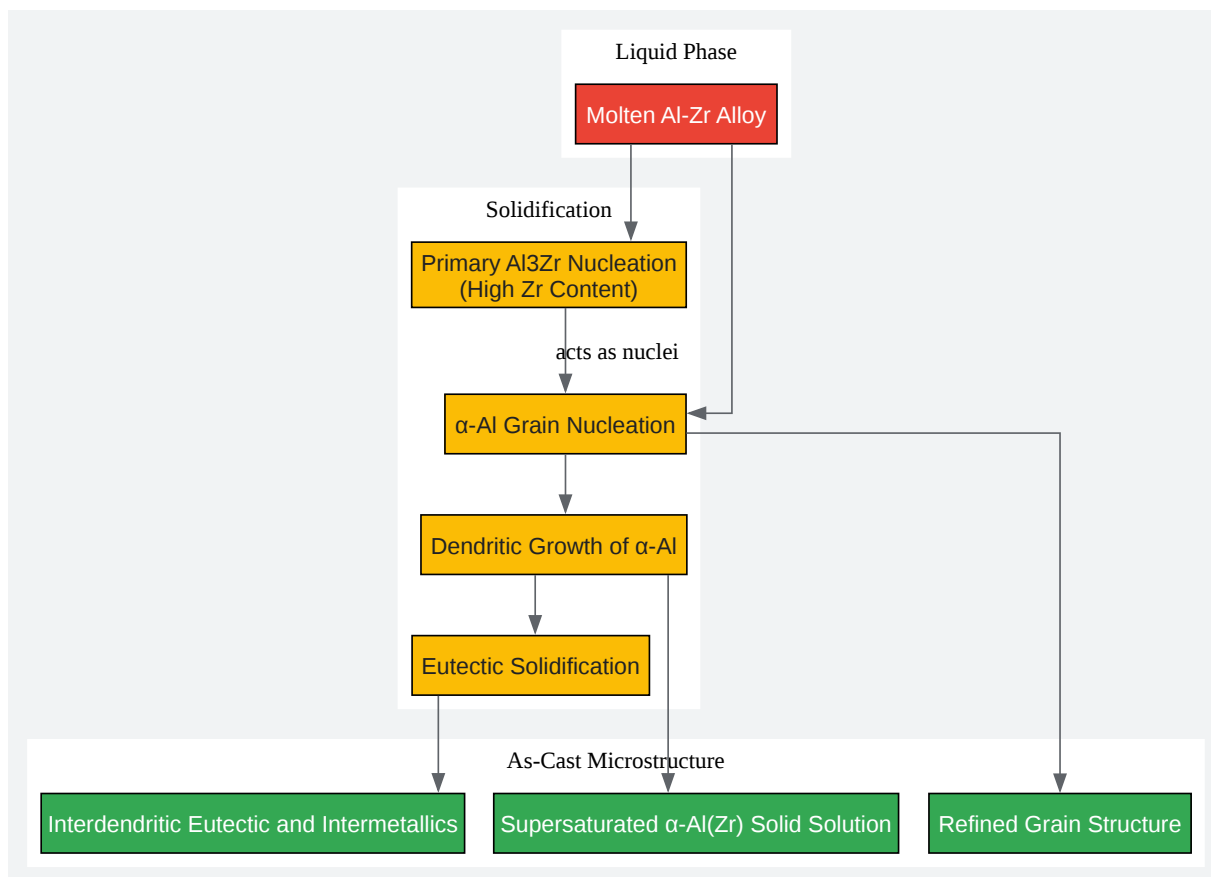 Liquid Phase
Molten Al-Zr Alloy
Solidification
Primary Al3Zr Nucleation
(High Zr Content)
acts as nuclei
α-Al Grain Nucleation
Dendritic Growth of α-Al
Eutectic Solidification
As-Cast Microstructure
Interdendritic Eutectic and Intermetallics
Supersaturated α-Al(Zr) Solid Solution
Refined Grain Structure